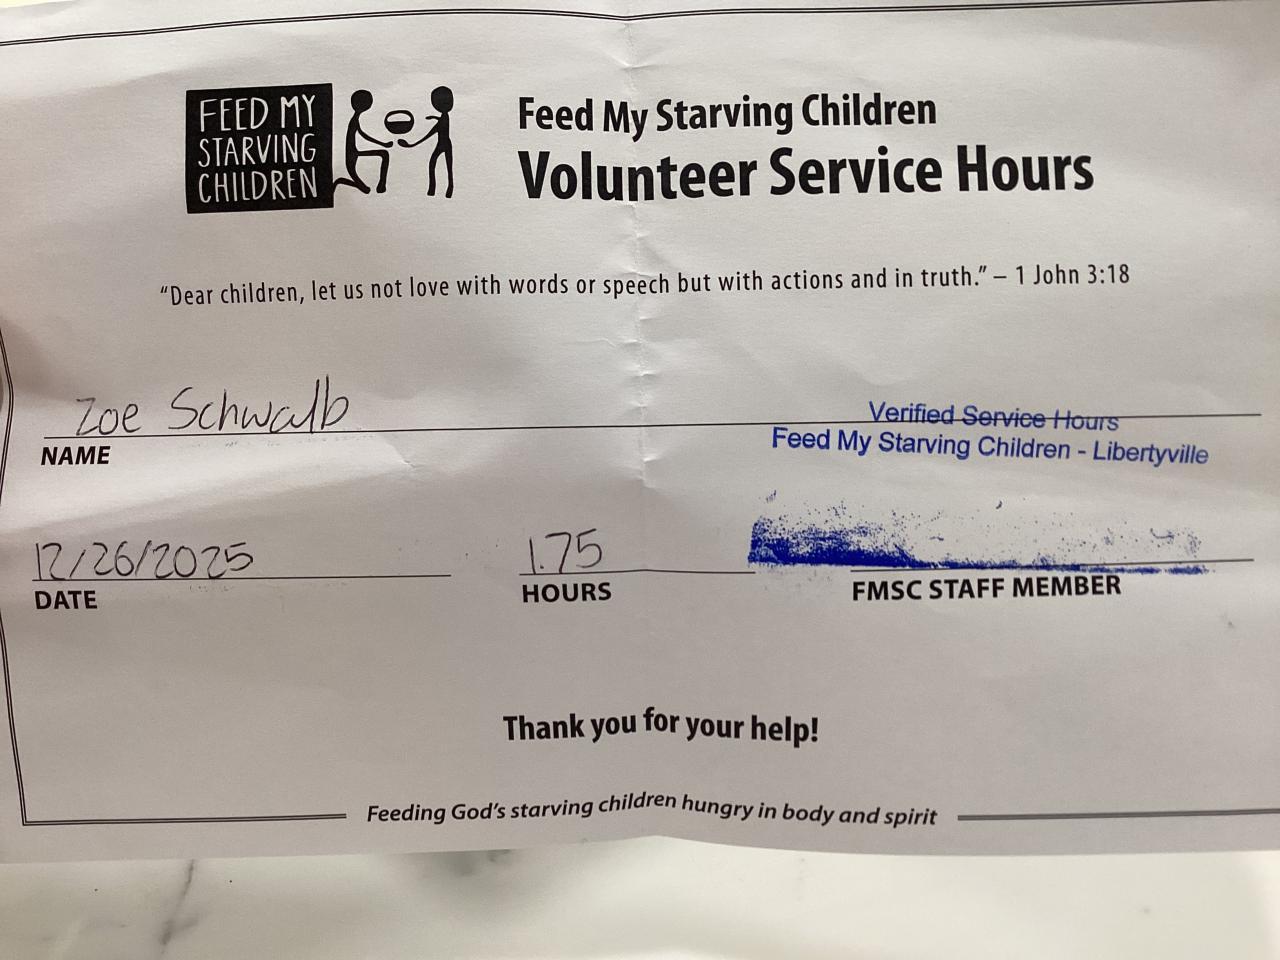 FEED MY
STARVING
CHILDREN
Feed My Starving Children
Volunteer Service Hours
“Dear children, let us not love with words or speech but with actions and in truth.” – 1 John 3:18
Zoe Schwalb
NAME
Verified Service Hours
Feed My Starving Children - Libertyville
12/26/2025
DATE
1.75
HOURS
FMSC STAFF MEMBER
Thank you for your help!
Feeding God’s starving children hungry in body and spirit